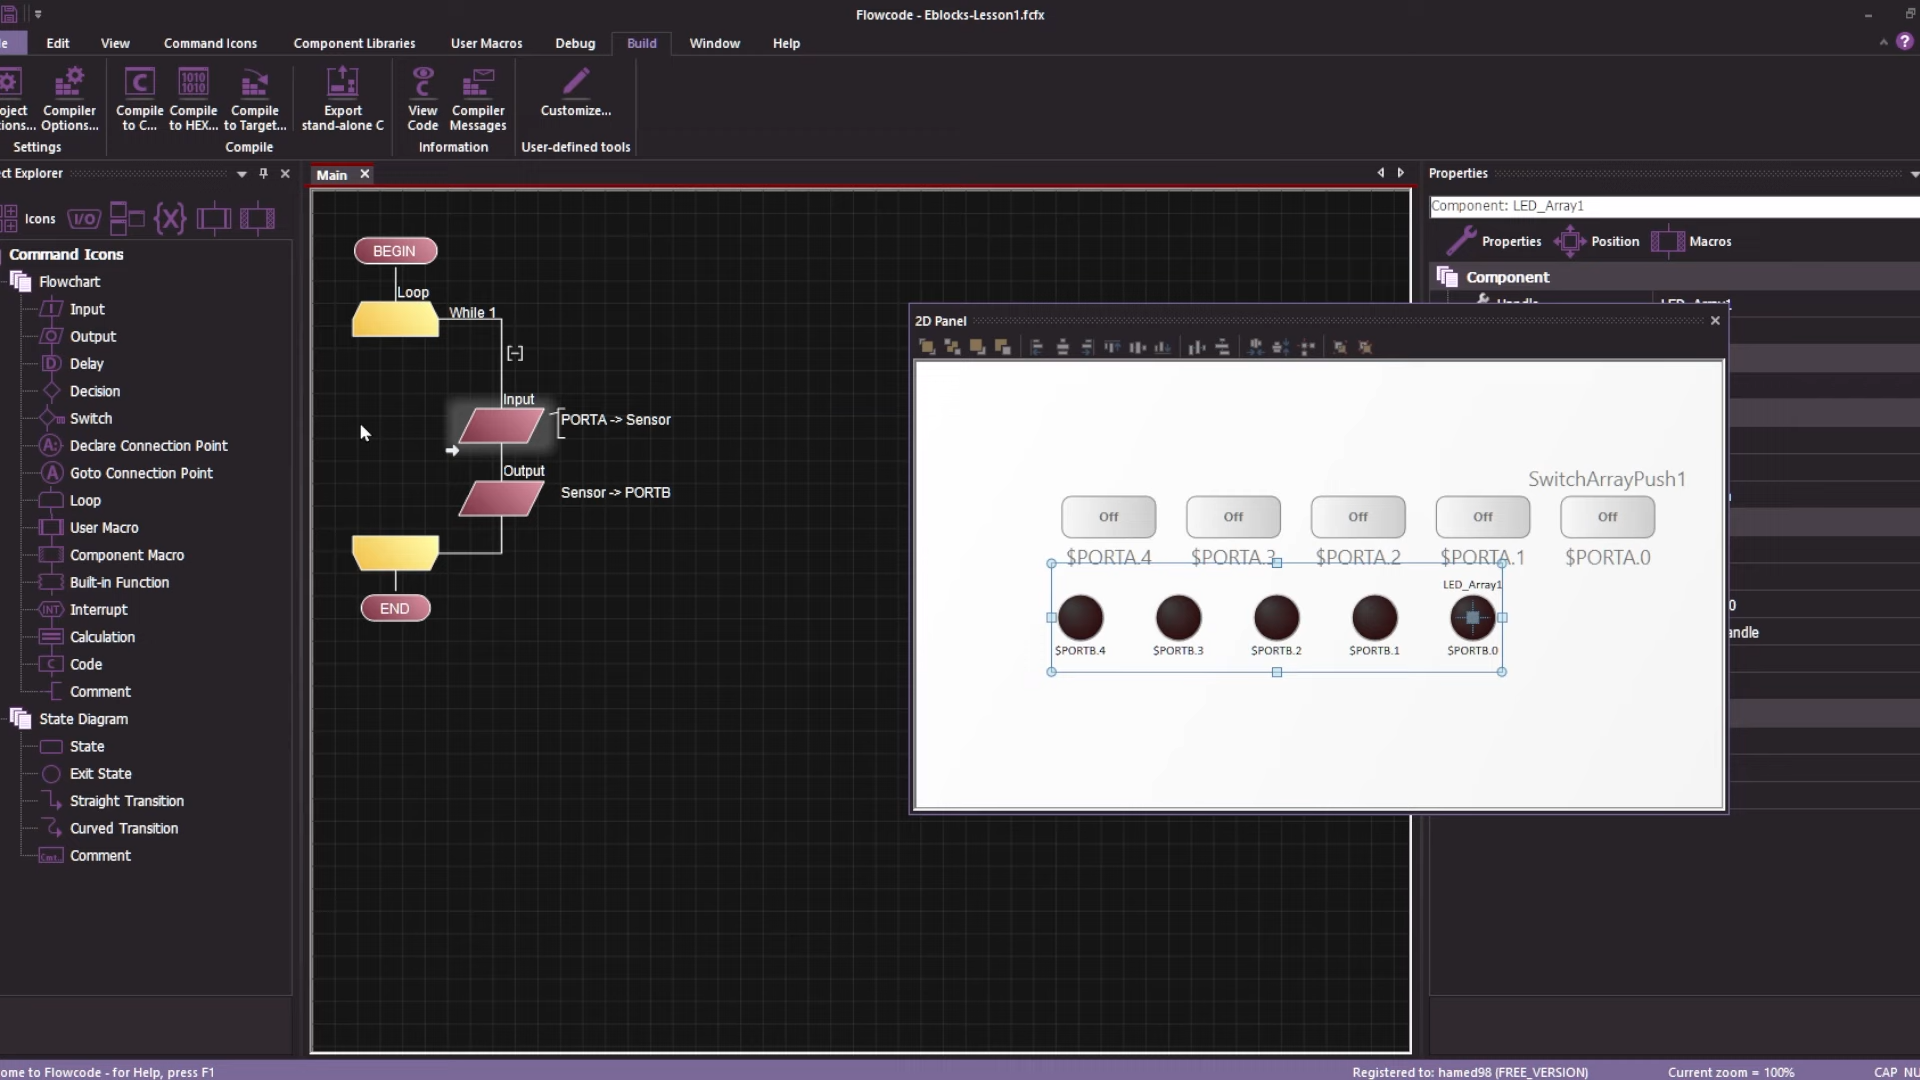 Flowcode - Eblocks-Lesson1.fcfx
le Edit View Command Icons Component Libraries User Macros Debug Build Window Help
oject ions... Compiler Options... Compile to C... Compile to HEX... Compile to Target... Export stand-alone C View Code Compiler Messages Customize...
Settings Compile Information User-defined tools
ect Explorer
Main
Properties
Icons I/O {X}
Component: LED_Array1
Properties Position Macros
Command Icons
Component
Flowchart
Handle LED_Array1
Input
Output
Delay
Decision
Switch
Declare Connection Point
Goto Connection Point
Loop
User Macro
Component Macro
Built-in Function
Interrupt
Calculation
Code
Comment
State Diagram
State
Exit State
Straight Transition
Curved Transition
Comment
BEGIN
Loop
While 1
Input
PORTA -> Sensor
Output
Sensor -> PORTB
END
2D Panel
SwitchArrayPush1
Off Off Off Off Off
$PORTA.4 $PORTA.3 $PORTA.2 $PORTA.1 $PORTA.0
LED_Array1
$PORTB.4 $PORTB.3 $PORTB.2 $PORTB.1 $PORTB.0
0
andle
ome to Flowcode - for Help, press F1
Registered to: hamed98 (FREE_VERSION) Current zoom = 100% CAP NU